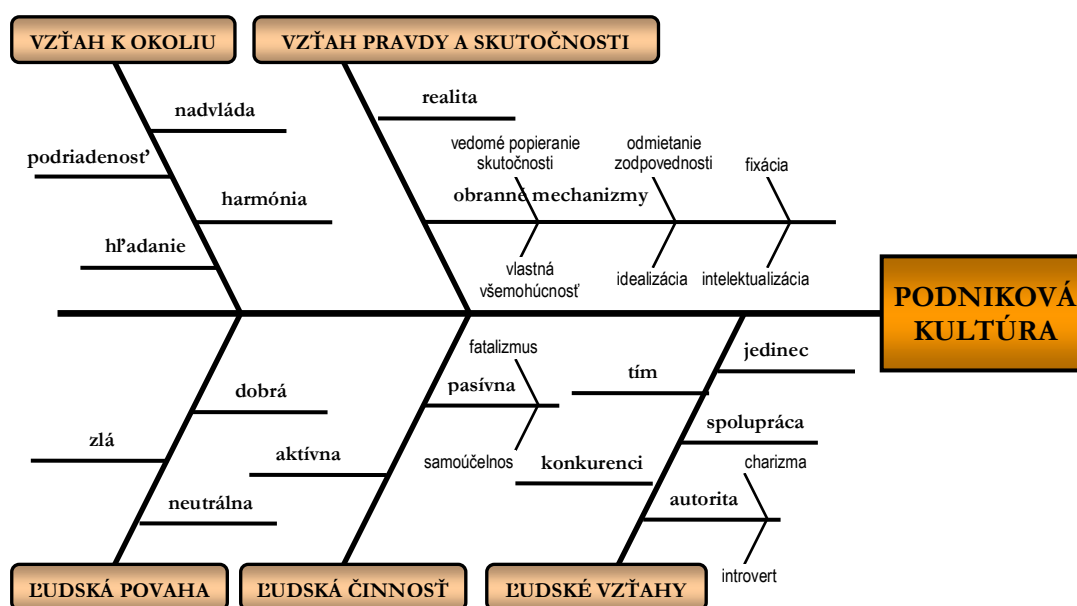 VZŤAH K OKOLIU
VZŤAH PRAVDY A SKUTOČNOSTI
nadvláda
podriadenosť
harmónia
hľadanie
realita
vedomé popieranie
skutočnosti
odmietanie
zodpovednosti
fixácia
obranné mechanizmy
vlastná
všemohúcnosť
idealizácia
intelektualizácia
PODNIKOVÁ
KULTÚRA
dobrá
zlá
neutrálna
fatalizmus
pasívna
aktívna
samoúčelnos
jedinec
tím
spolupráca
konkurenci
charizma
autorita
introvert
ĽUDSKÁ POVAHA
ĽUDSKÁ ČINNOSŤ
ĽUDSKÉ VZŤAHY